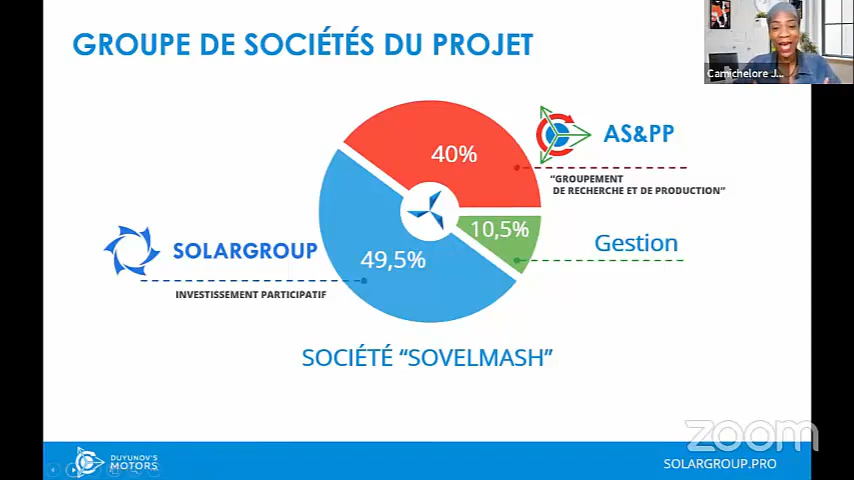 GROUPE DE SOCIÉTÉS DU PROJET
Camichelore J...
40%
AS&PP
“GROUPEMENT
DE RECHERCHE ET DE PRODUCTION”
10,5%
Gestion
SOLARGROUP
49,5%
INVESTISSEMENT PARTICIPATIF
SOCIÉTÉ “SOVELMASH”
zoom
DUYUNOV'S
MOTORS
SOLARGROUP.PRO